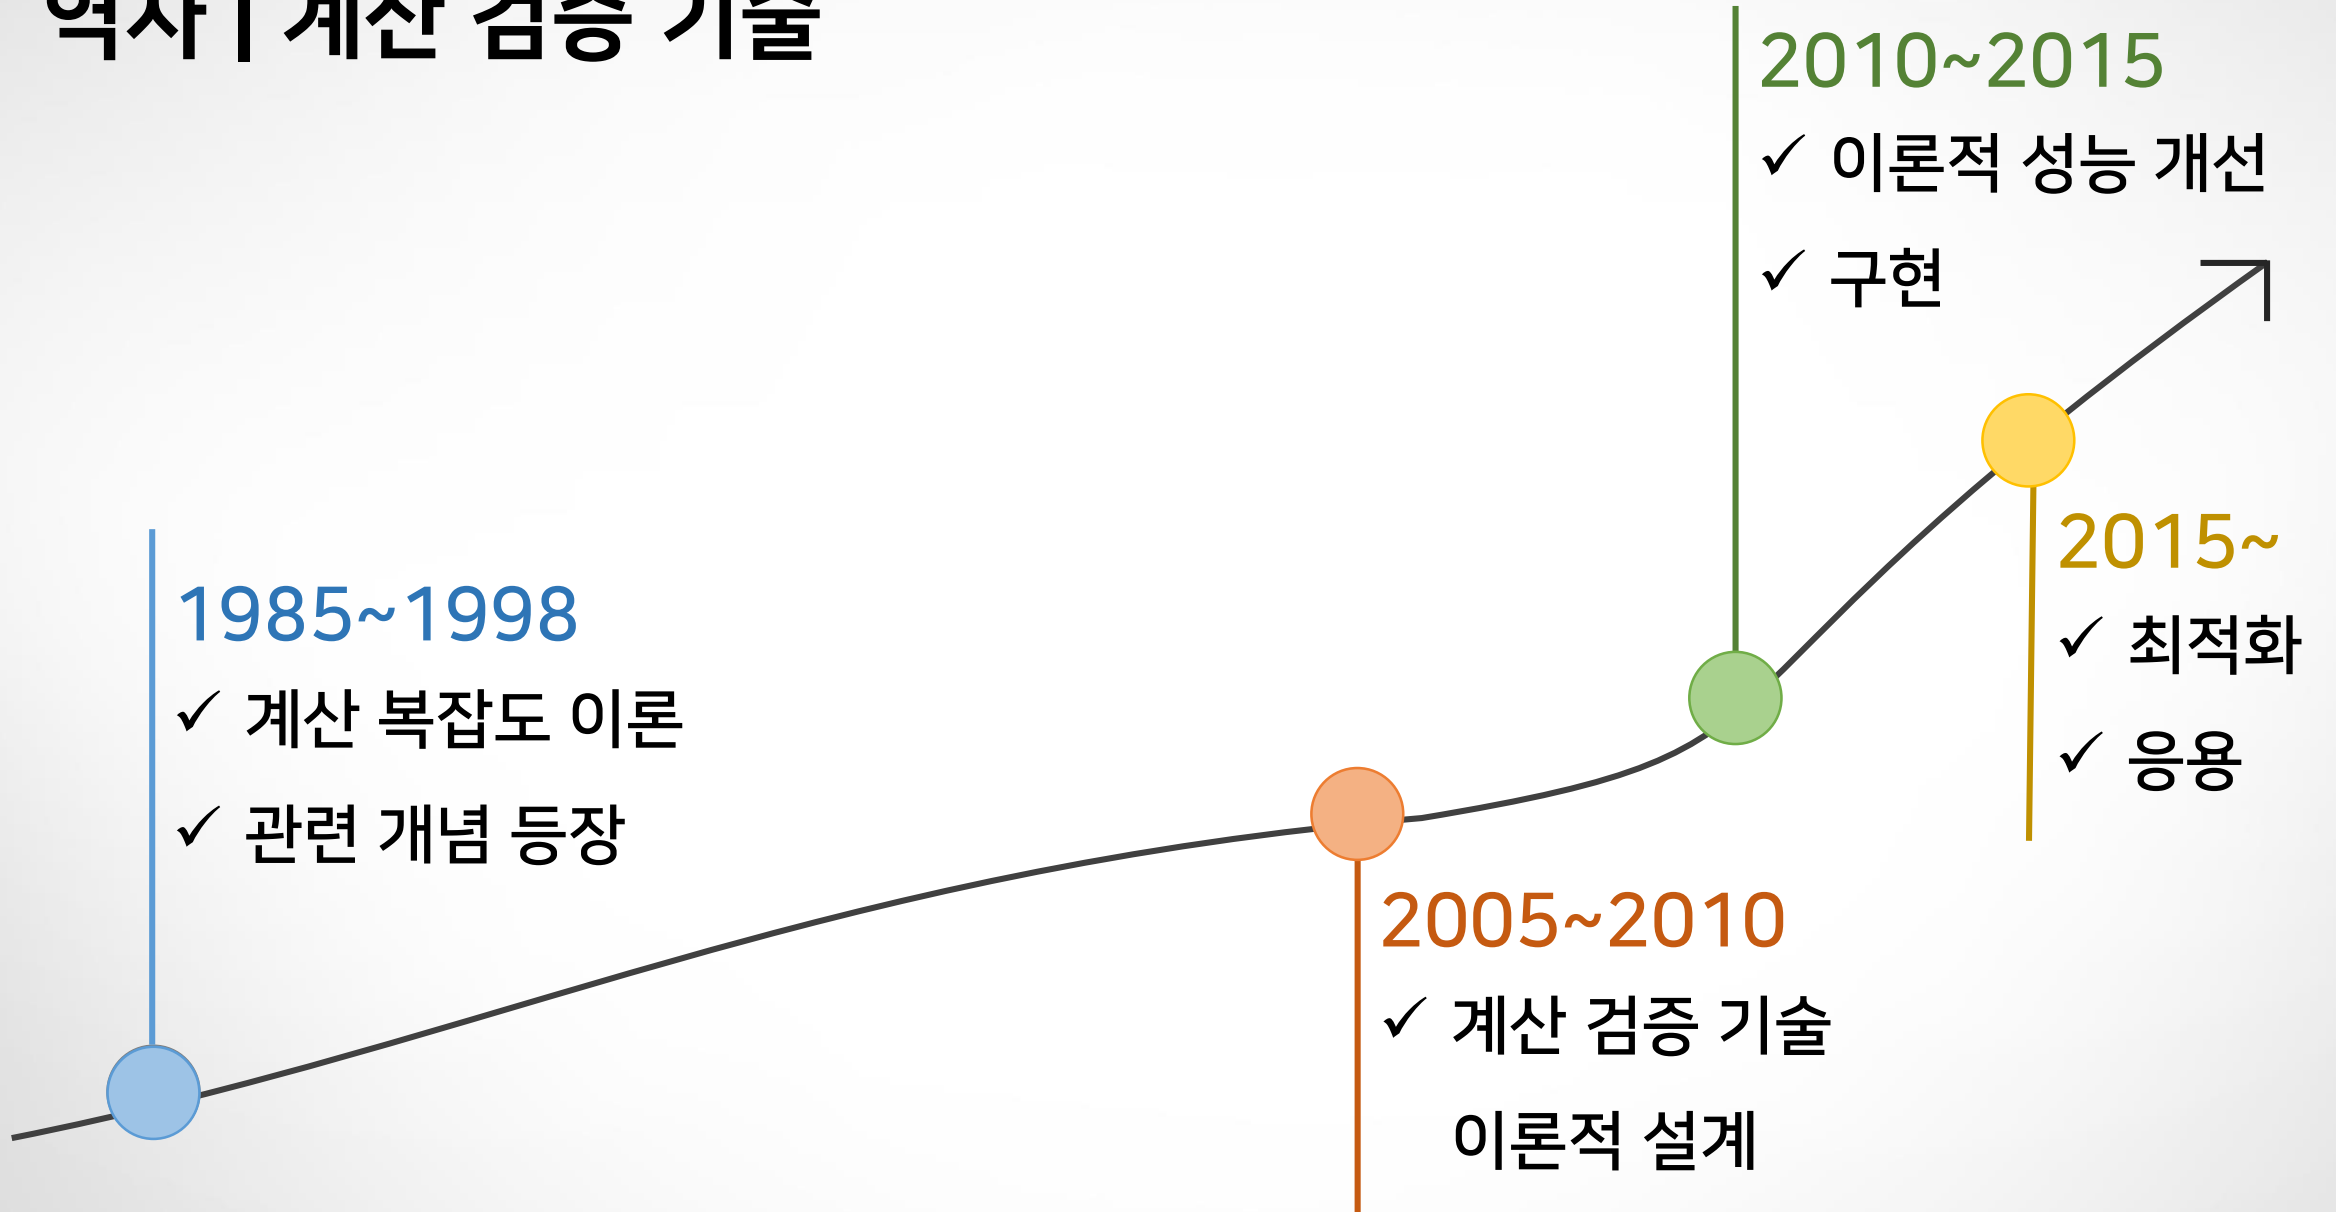 역사 | 계산 검증 기술
2010~2015
✓ 이론적 성능 개선
✓ 구현
2015~
✓ 최적화
✓ 응용
1985~1998
✓ 계산 복잡도 이론
✓ 관련 개념 등장
2005~2010
✓ 계산 검증 기술
이론적 설계